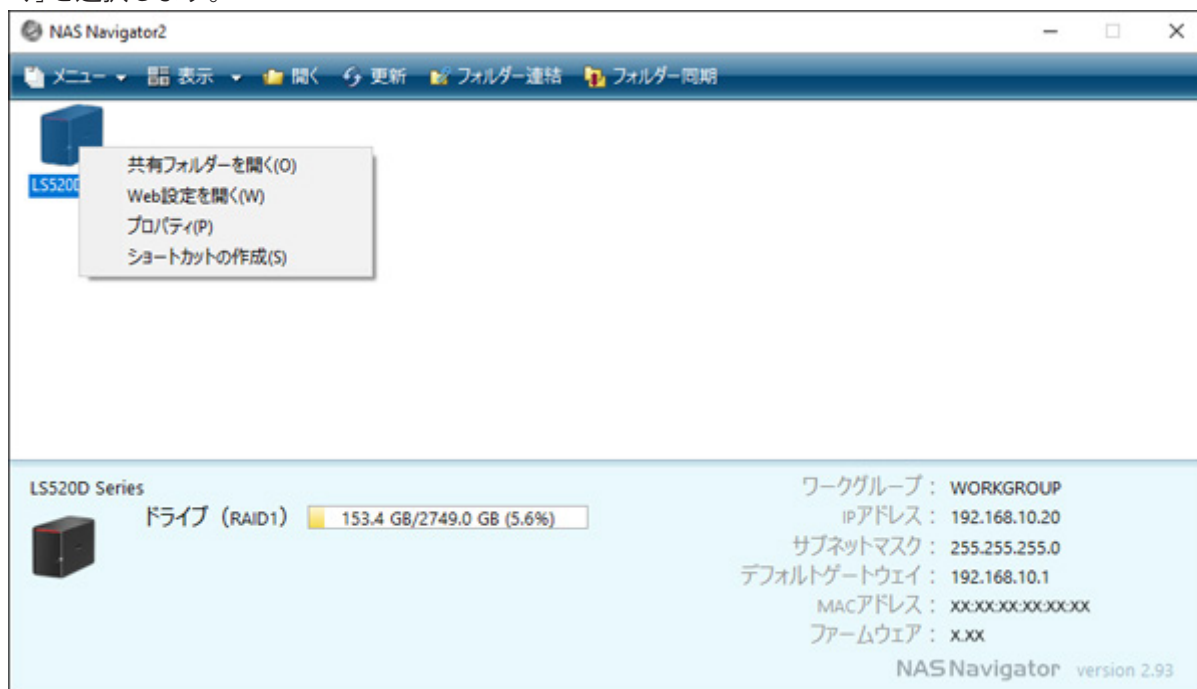 」を選択します。
NAS Navigator2
メニュー 表示 開く 更新 フォルダー連結 フォルダー同期
共有フォルダーを開く(O)
LS520D
Web設定を開く(W)
プロパティ(P)
ショートカットの作成(S)
LS520D Series
ドライブ (RAID1) 153.4 GB/2749.0 GB (5.6%)
ワークグループ : WORKGROUP
IPアドレス : 192.168.10.20
サブネットマスク : 255.255.255.0
デフォルトゲートウェイ : 192.168.10.1
MACアドレス : XX:XX:XX:XX:XX:XX
ファームウェア : X.XX
NAS Navigator version 2.93